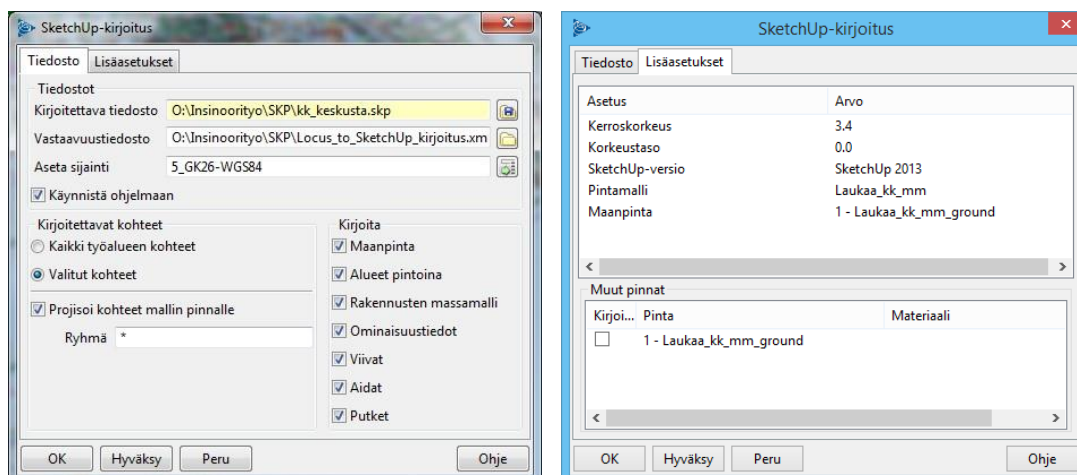 SketchUp-kirjoitus
Tiedosto Lisäasetukset
Tiedostot
Kirjoitettava tiedosto O:\Insinoorityo\SKP\kk_keskusta.skp
Vastaavuustiedosto O:\Insinoorityo\SKP\Locus_to_SketchUp_kirjoitus.xm
Aseta sijainti 5_GK26-WGS84
Käynnistä ohjelmaan
Kirjoitettavat kohteet
Kaikki työalueen kohteet
Valitut kohteet
Projisoi kohteet mallin pinnalle
Ryhmä *
Kirjoita
Maanpinta
Alueet pintoina
Rakennusten massamalli
Ominaisuustiedot
Viivat
Aidat
Putket
OK Hyväksy Peru Ohje
SketchUp-kirjoitus
Tiedosto Lisäasetukset
Asetus Arvo
Kerroskorkeus 3.4
Korkeustaso 0.0
SketchUp-versio SketchUp 2013
Pintamalli Laukaa_kk_mm
Maanpinta 1 - Laukaa_kk_mm_ground
Muut pinnat
Kirjoi... Pinta Materiaali
1 - Laukaa_kk_mm_ground
OK Hyväksy Peru Ohje